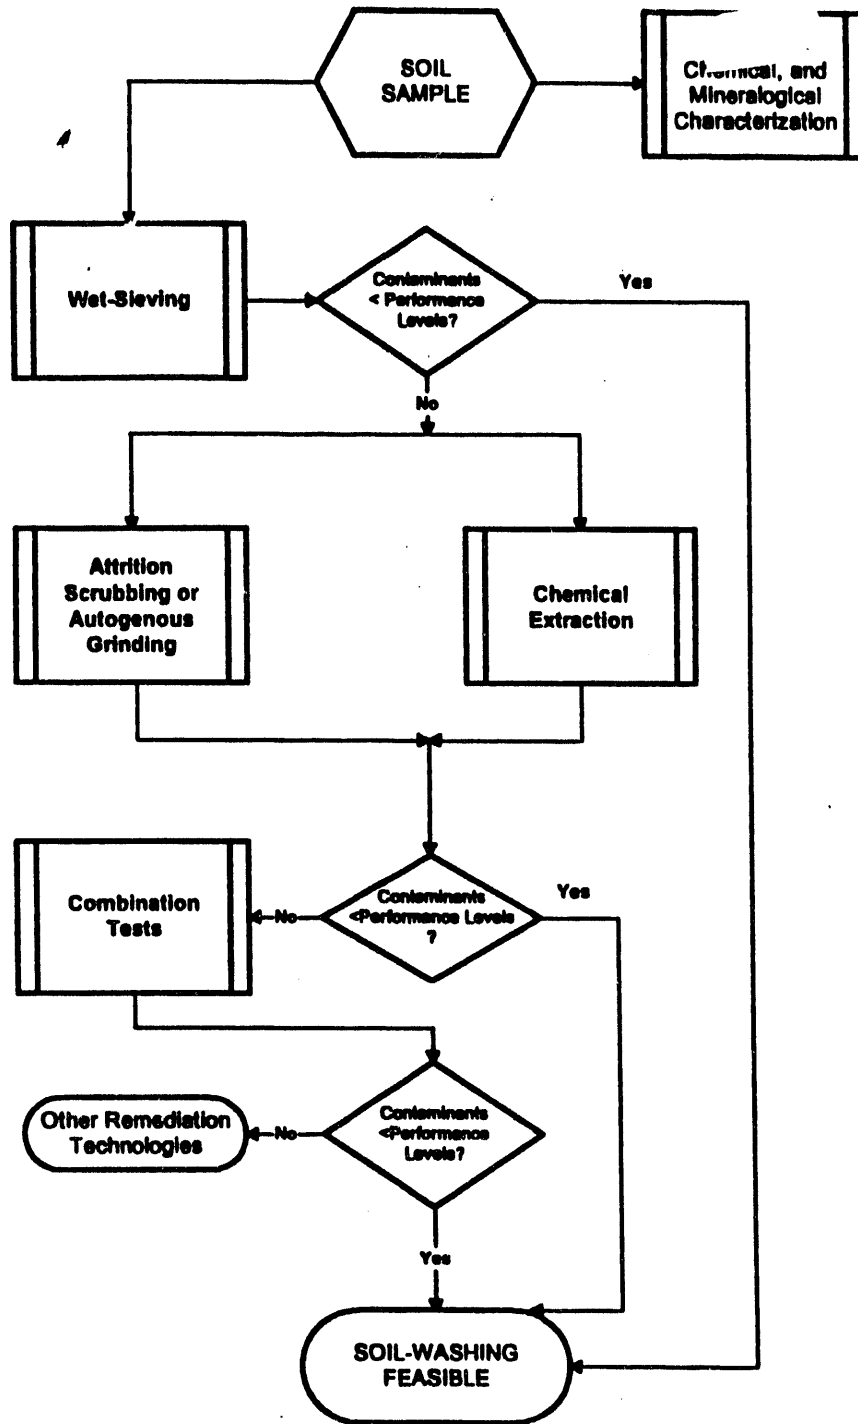 SOIL
SAMPLE
Chemical, and
Mineralogical
Characterization
Wet-Sieving
Contaminants
< Performance
Levels?
Yes
No
Attrition
Scrubbing or
Autogenous
Grinding
Chemical
Extraction
Combination
Tests
No
Contaminants
<Performance Levels
?
Yes
Other Remediation
Technologies
No
Contaminants
<Performance
Levels?
Yes
SOIL-WASHING
FEASIBLE